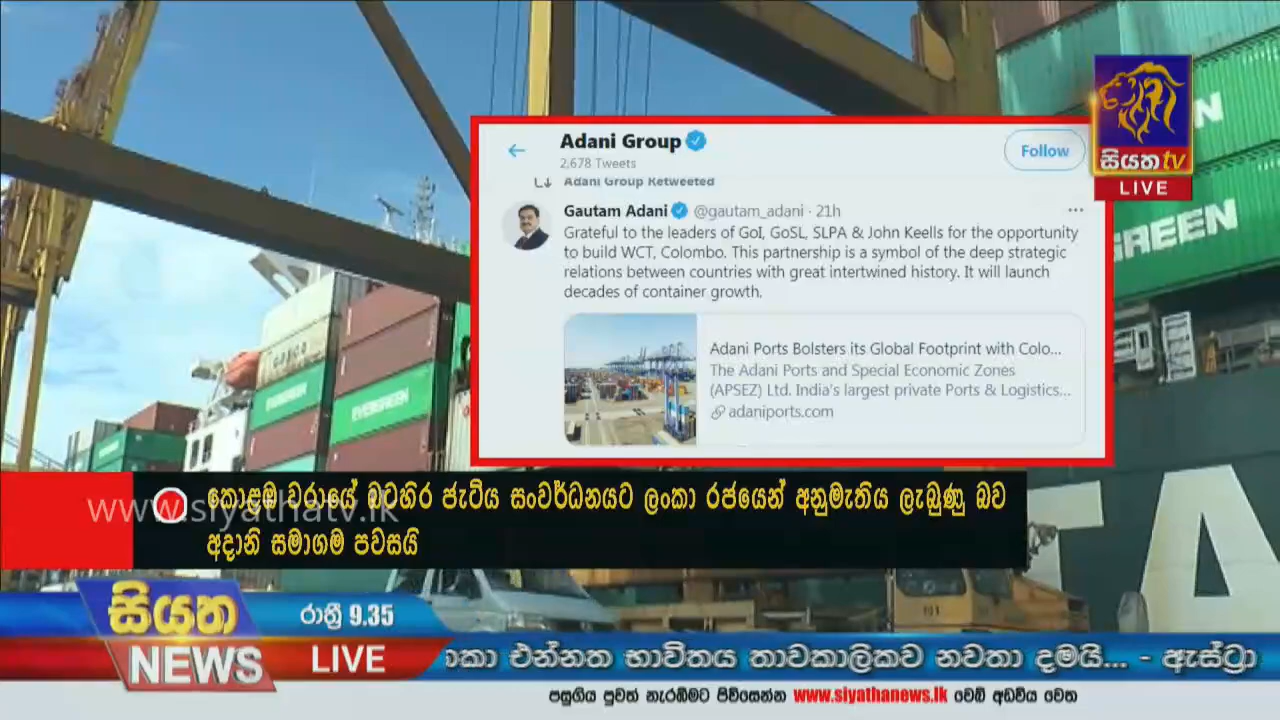 Adani Group
2,678 Tweets
Follow
Adani Group Retweeted
Gautam Adani @gautam_adani · 21h
Grateful to the leaders of GoI, GoSL, SLPA & John Keells for the opportunity
to build WCT, Colombo. This partnership is a symbol of the deep strategic
relations between countries with great intertwined history. It will launch
decades of container growth.
Adani Ports Bolsters its Global Footprint with Colo...
The Adani Ports and Special Economic Zones
(APSEZ) Ltd. India's largest private Ports & Logistics...
adaniports.com
සියත tv
LIVE
GREEN
EVERGREEN
EVERGREEN
www.siyathatv.lk
කොළඹ වරායේ බටහිර ජැටිය සංවර්ධනයට ලංකා රජයෙන් අනුමැතිය ලැබුණු බව
අදානි සමාගම පවසයි
සියත
NEWS
රාත්‍රී 9.35
LIVE
එන්නත භාවිතය තාවකාලිකව නවතා දමයි... - ඇස්ට්‍රා
පසුගිය පුවත් නැරඹීමට පිවිසෙන්න www.siyathanews.lk වෙබ් අඩවිය වෙත